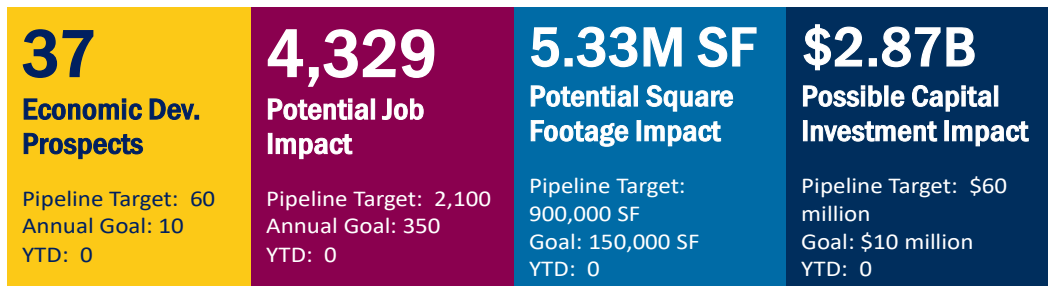 37
Economic Dev.
Prospects
Pipeline Target:  60
Annual Goal: 10
YTD:  0
4,329
Potential Job
Impact
Pipeline Target:  2,100
Annual Goal: 350
YTD:  0
5.33M SF
Potential Square
Footage Impact
Pipeline Target:
900,000 SF
Goal: 150,000 SF
YTD:  0
$2.87B
Possible Capital
Investment Impact
Pipeline Target:  $60
million
Goal: $10 million
YTD:  0